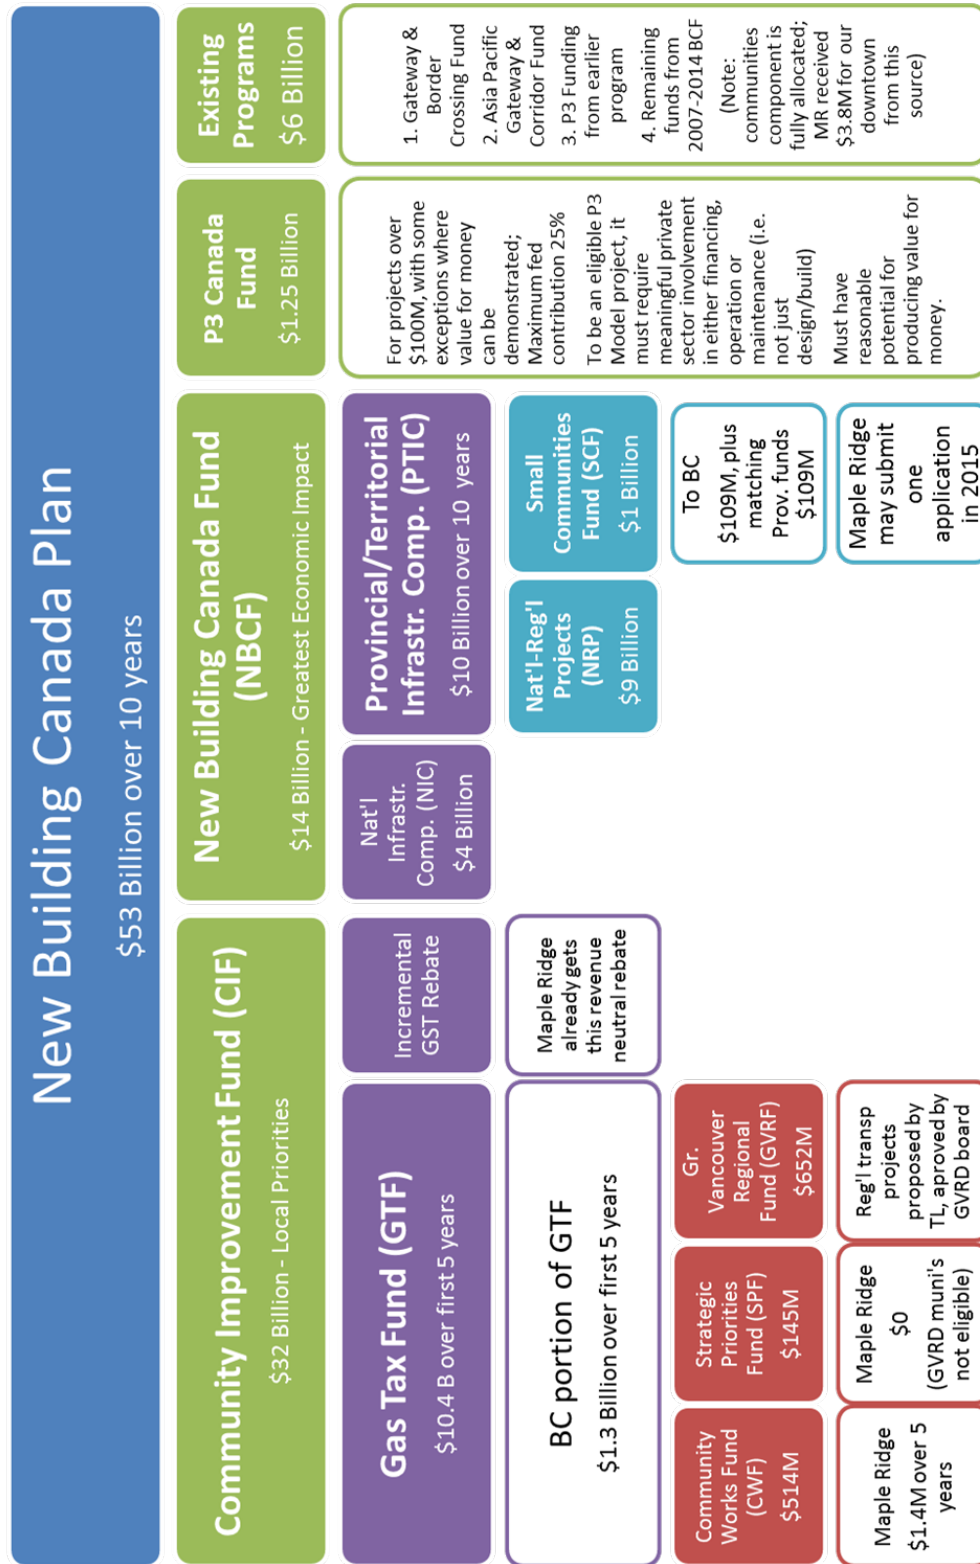 New Building Canada Plan
$53 Billion over 10 years
Community Improvement Fund (CIF)
$32 Billion - Local Priorities
Gas Tax Fund (GTF)
$10.4 B over first 5 years
BC portion of GTF
$1.3 Billion over first 5 years
Community
Works Fund
(CWF)
$514M
Maple Ridge
$1.4M over 5
years
Strategic
Priorities
Fund (SPF)
$145M
Maple Ridge
$0
(GVRD muni's
not eligible)
Gr.
Vancouver
Regional
Fund (GVRF)
$652M
Reg'l transp
projects
proposed by
TL, aproved by
GVRD board
Incremental
GST Rebate
Maple Ridge
already gets
this revenue
neutral rebate
New Building Canada Fund
(NBCF)
$14 Billion - Greatest Economic Impact
Nat'l
Infrastr.
Comp. (NIC)
$4 Billion
Provincial/Territorial
Infrastr. Comp. (PTIC)
$10 Billion over 10 years
Nat'l-Reg'l
Projects
(NRP)
$9 Billion
Small
Communities
Fund (SCF)
$1 Billion
To BC
$109M, plus
matching
Prov. funds
$109M
Maple Ridge
may submit
one
application
in 2015
P3 Canada
Fund
$1.25 Billion
For projects over
$100M, with some
exceptions where
value for money
can be
demonstrated;
Maximum fed
contribution 25%
To be an eligible P3
Model project, it
must require
meaningful private
sector involvement
in either financing,
operation or
maintenance (i.e.
not just
design/build)
Must have
reasonable
potential for
producing value for
money.
Existing
Programs
$6 Billion
1. Gateway &
Border
Crossing Fund
2. Asia Pacific
Gateway &
Corridor Fund
3. P3 Funding
from earlier
program
4. Remaining
funds from
2007-2014 BCF
(Note:
communities
component is
fully allocated;
MR received
$3.8M for our
downtown
from this
source)